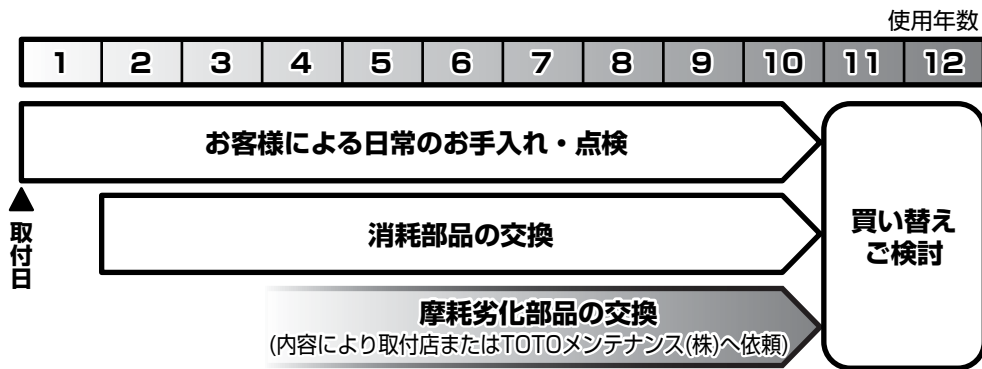 使用年数
1 2 3 4 5 6 7 8 9 10 11 12
お客様による日常のお手入れ・点検
取付日
消耗部品の交換
買い替え
ご検討
摩耗劣化部品の交換
(内容により取付店またはTOTOメンテナンス(株)へ依頼)